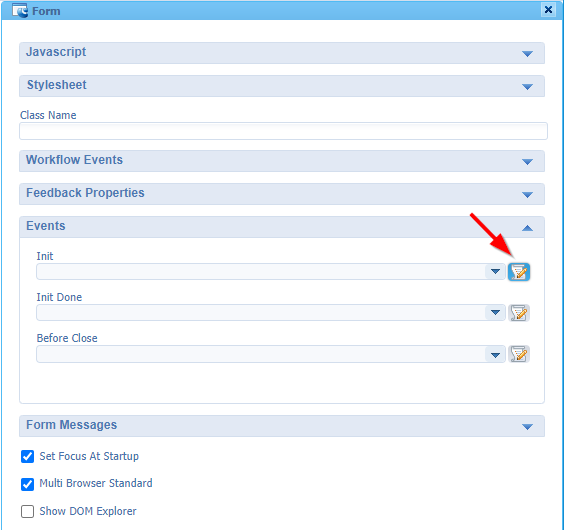 Form
Javascript
Stylesheet
Class Name
Workflow Events
Feedback Properties
Events
Init
Init Done
Before Close
Form Messages
Set Focus At Startup
Multi Browser Standard
Show DOM Explorer